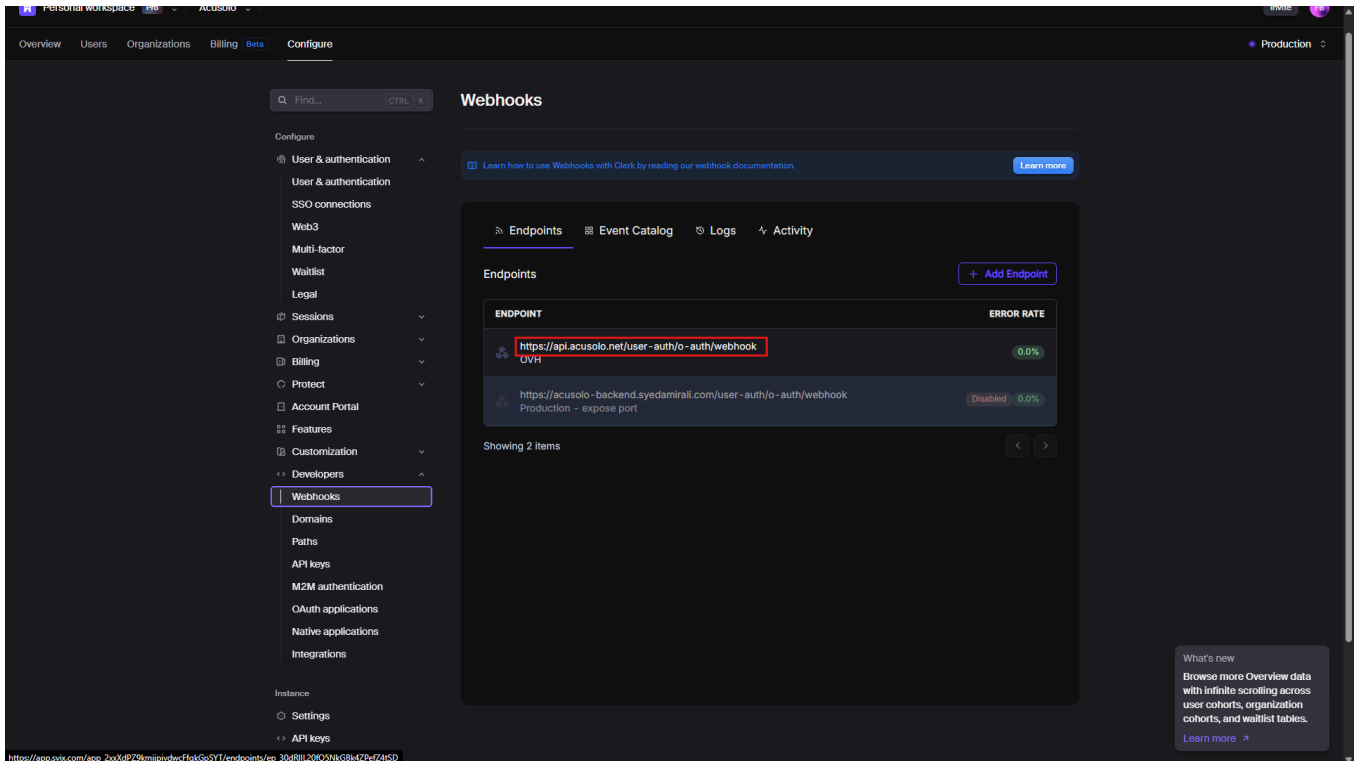 Personal workspace Pro Acusolo Invite FB
Overview Users Organizations Billing Beta Configure Production
Find... CTRL K
Configure
User & authentication
User & authentication
SSO connections
Web3
Multi-factor
Waitlist
Legal
Sessions
Organizations
Billing
Protect
Account Portal
Features
Customization
Developers
Webhooks
Domains
Paths
API keys
M2M authentication
OAuth applications
Native applications
Integrations
Instance
Settings
API keys
Webhooks
Learn how to use Webhooks with Clerk by reading our webhook documentation. Learn more
Endpoints Event Catalog Logs Activity
Endpoints + Add Endpoint
ENDPOINT ERROR RATE
https://api.acusolo.net/user-auth/o-auth/webhook 0.0%
OVH
https://acusolo-backend.syedamirali.com/user-auth/o-auth/webhook Disabled 0.0%
Production - expose port
Showing 2 items
What's new
Browse more Overview data
with infinite scrolling across
user cohorts, organization
cohorts, and waitlist tables.
Learn more